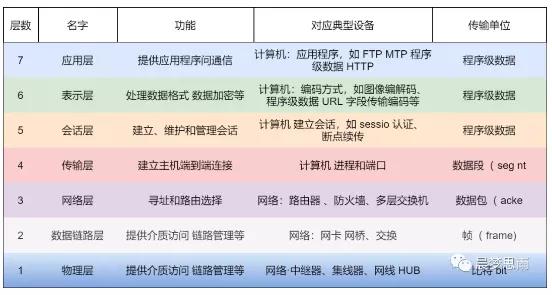 层数 名字 功能 对应典型设备 传输单位
7 应用层 提供应用程序问通信 计算机：应用程序，如 FTP MTP 程序
级数据 HTTP 程序级数据
6 表示层 处理数据格式 数据加密等 计算机：编码方式，如图像编解码、
程序级数据 URL 字段传输编码等 程序级数据
5 会话层 建立、维护和管理会话 计算机 建立会话，如 sessio 认证、
断点续传 程序级数据
4 传输层 建立主机端到端连接 计算机 进程和端口 数据段（ seg nt
3 网络层 寻址和路由选择 网络：路由器 、防火墙、多层交换机 数据包（ acke
2 数据链路层 提供介质访问 链路管理等 网络：网卡 网桥、交换 帧（ frame)
1 物理层 提供介质访问 链路管理等 网络·中继器、集线器、网线 HUB 比特 bit